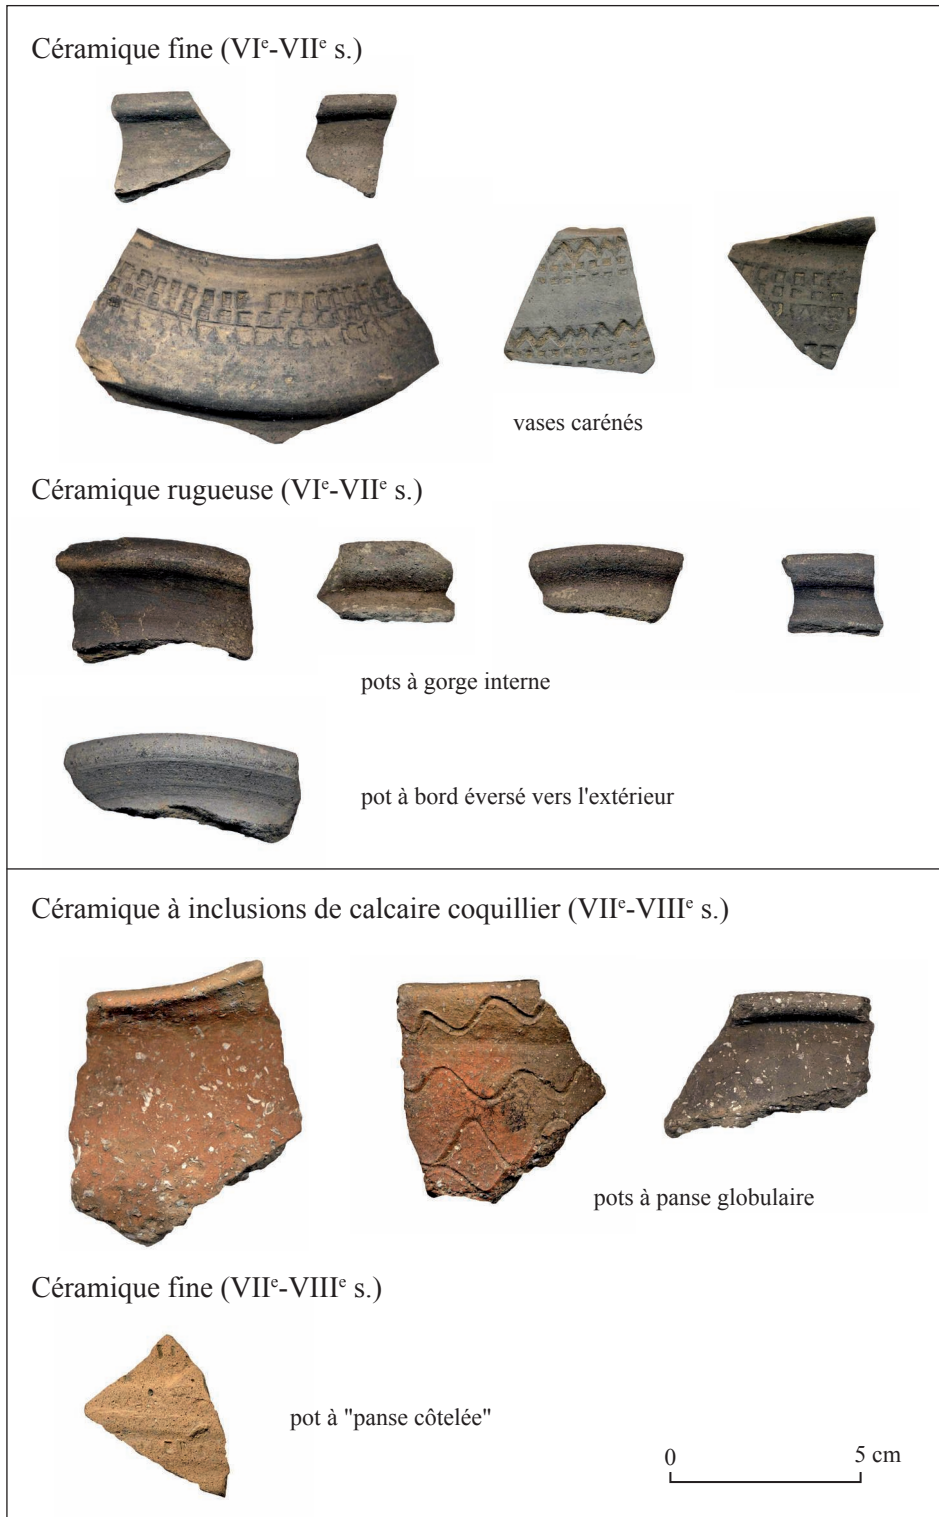 Céramique fine (VIᵉ-VIIᵉ s.)
vases carénés
Céramique rugueuse (VIᵉ-VIIᵉ s.)
pots à gorge interne
pot à bord éversé vers l'extérieur
Céramique à inclusions de calcaire coquillier (VIIᵉ-VIIIᵉ s.)
pots à panse globulaire
Céramique fine (VIIᵉ-VIIIᵉ s.)
pot à "panse côtelée"
0 5 cm